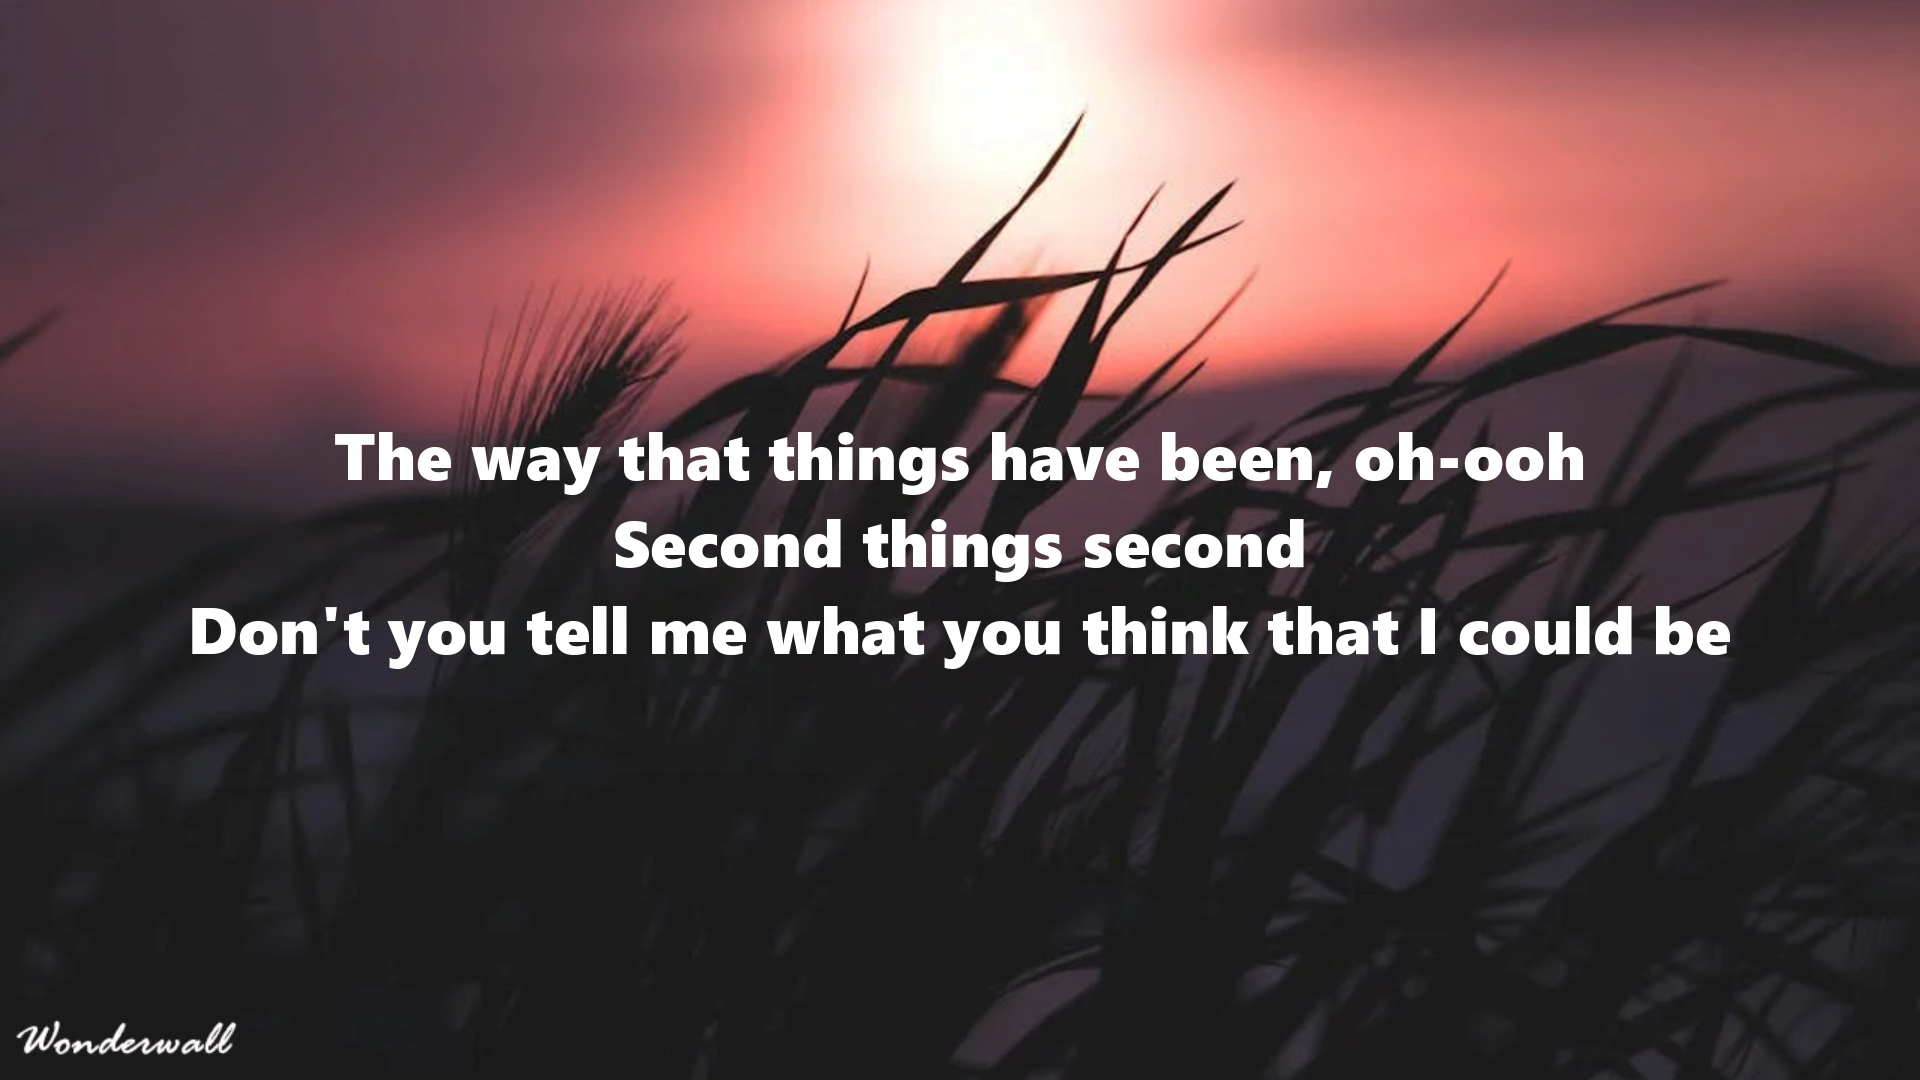 The way that things have been, oh-ooh
Second things second
Don't you tell me what you think that I could be
Wonderwall